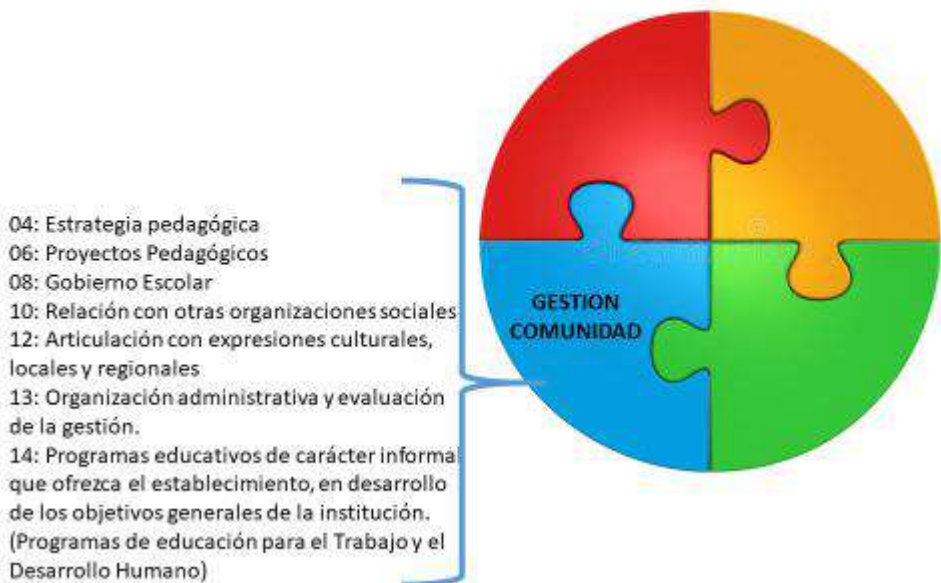 04: Estrategia pedagógica
06: Proyectos Pedagógicos
08: Gobierno Escolar
10: Relación con otras organizaciones sociales
12: Articulación con expresiones culturales,
locales y regionales
13: Organización administrativa y evaluación
de la gestión.
14: Programas educativos de carácter informa
que ofrezca el establecimiento, en desarrollo
de los objetivos generales de la institución.
(Programas de educación para el Trabajo y el
Desarrollo Humano)
GESTION
COMUNIDAD